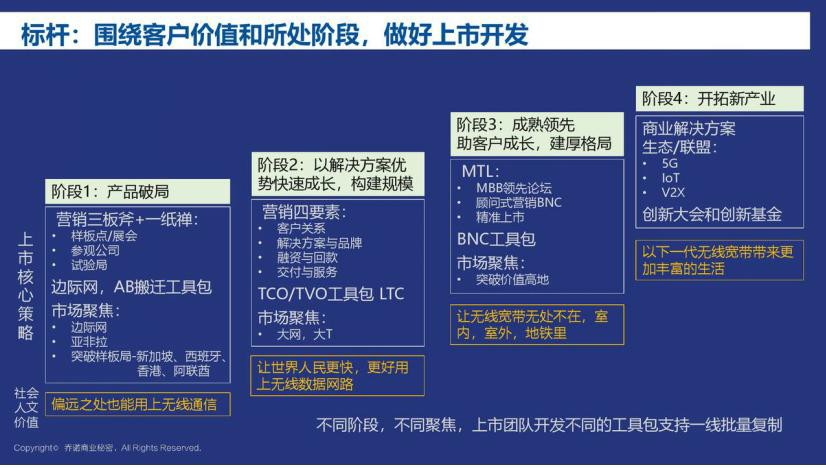 标杆：围绕客户价值和所处阶段，做好上市开发
上市核心策略
阶段1：产品破局
营销三板斧+一纸禅：
• 样板点/展会
• 参观公司
• 试验局
边际网，AB搬迁工具包
市场聚焦：
• 边际网
• 亚非拉
• 突破样板局-新加坡、西班牙、
香港、阿联酋
社会
人文
价值
偏远之处也能用上无线通信
阶段2：以解决方案优
势快速成长，构建规模
营销四要素：
• 客户关系
• 解决方案与品牌
• 融资与回款
• 交付与服务
TCO/TVO工具包 LTC
市场聚焦：
• 大网，大T
让世界人民更快，更好用
上无线数据网路
阶段3：成熟领先
助客户成长，建厚格局
MTL：
• MBB领先论坛
• 顾问式营销BNC
• 精准上市
BNC工具包
市场聚焦：
• 突破价值高地
让无线宽带无处不在，室
内，室外，地铁里
阶段4：开拓新产业
商业解决方案
生态/联盟：
• 5G
• IoT
• V2X
创新大会和创新基金
以下一代无线宽带带来更
加丰富的生活
不同阶段，不同聚焦，上市团队开发不同的工具包支持一线批量复制
Copyright© 乔诺商业秘密，All Rights Reserved.